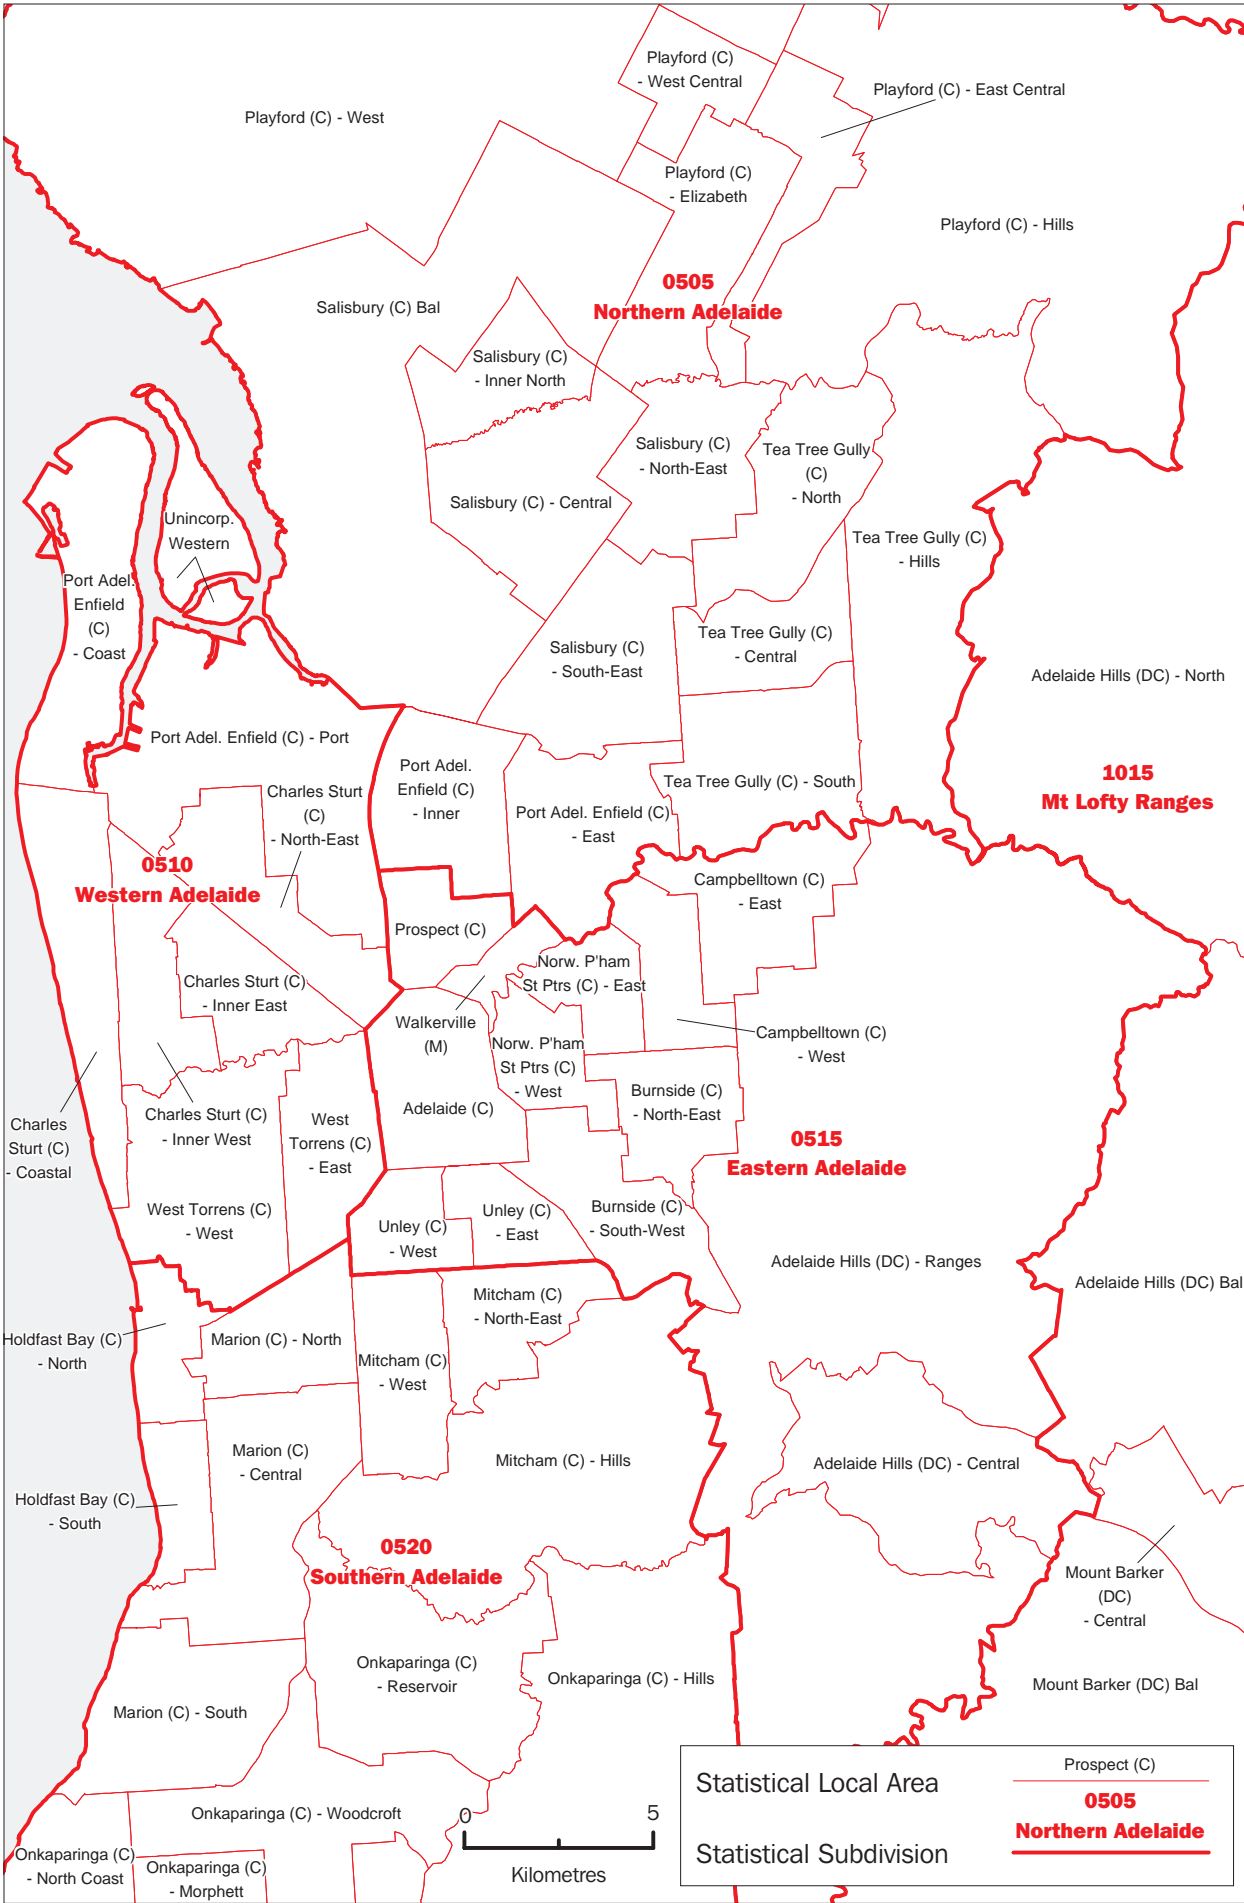 Playford (C)
- West Central
Playford (C) - East Central
Playford (C) - West
Playford (C)
- Elizabeth
Playford (C) - Hills
0505
Northern Adelaide
Salisbury (C) Bal
Salisbury (C)
- Inner North
Salisbury (C)
- North-East
Tea Tree Gully
(C)
- North
Salisbury (C) - Central
Unincorp.
Western
Tea Tree Gully (C)
- Hills
Port Adel.
Enfield
(C)
- Coast
Salisbury (C)
- South-East
Tea Tree Gully (C)
- Central
Adelaide Hills (DC) - North
Port Adel. Enfield (C) - Port
Port Adel.
Enfield (C)
- Inner
Tea Tree Gully (C) - South
1015
Mt Lofty Ranges
Charles Sturt
(C)
- North-East
Port Adel. Enfield (C)
- East
0510
Western Adelaide
Campbelltown (C)
- East
Prospect (C)
Norw. P'ham
St Ptrs (C) - East
Charles Sturt (C)
- Inner East
Walkerville
(M)
Norw. P'ham
St Ptrs (C)
- West
Campbelltown (C)
- West
Burnside (C)
- North-East
Adelaide (C)
Charles
Sturt (C)
- Coastal
Charles Sturt (C)
- Inner West
West
Torrens (C)
- East
0515
Eastern Adelaide
West Torrens (C)
- West
Unley (C)
- West
Unley (C)
- East
Burnside (C)
- South-West
Adelaide Hills (DC) - Ranges
Adelaide Hills (DC) Bal
Holdfast Bay (C)
- North
Marion (C) - North
Mitcham (C)
- North-East
Mitcham (C)
- West
Marion (C)
- Central
Mitcham (C) - Hills
Adelaide Hills (DC) - Central
Holdfast Bay (C)
- South
0520
Southern Adelaide
Mount Barker
(DC)
- Central
Onkaparinga (C)
- Reservoir
Onkaparinga (C) - Hills
Mount Barker (DC) Bal
Marion (C) - South
Onkaparinga (C) - Woodcroft
Onkaparinga (C)
- North Coast
Onkaparinga (C)
- Morphett
0 5
Kilometres
Statistical Local Area
Prospect (C)
0505
Northern Adelaide
Statistical Subdivision